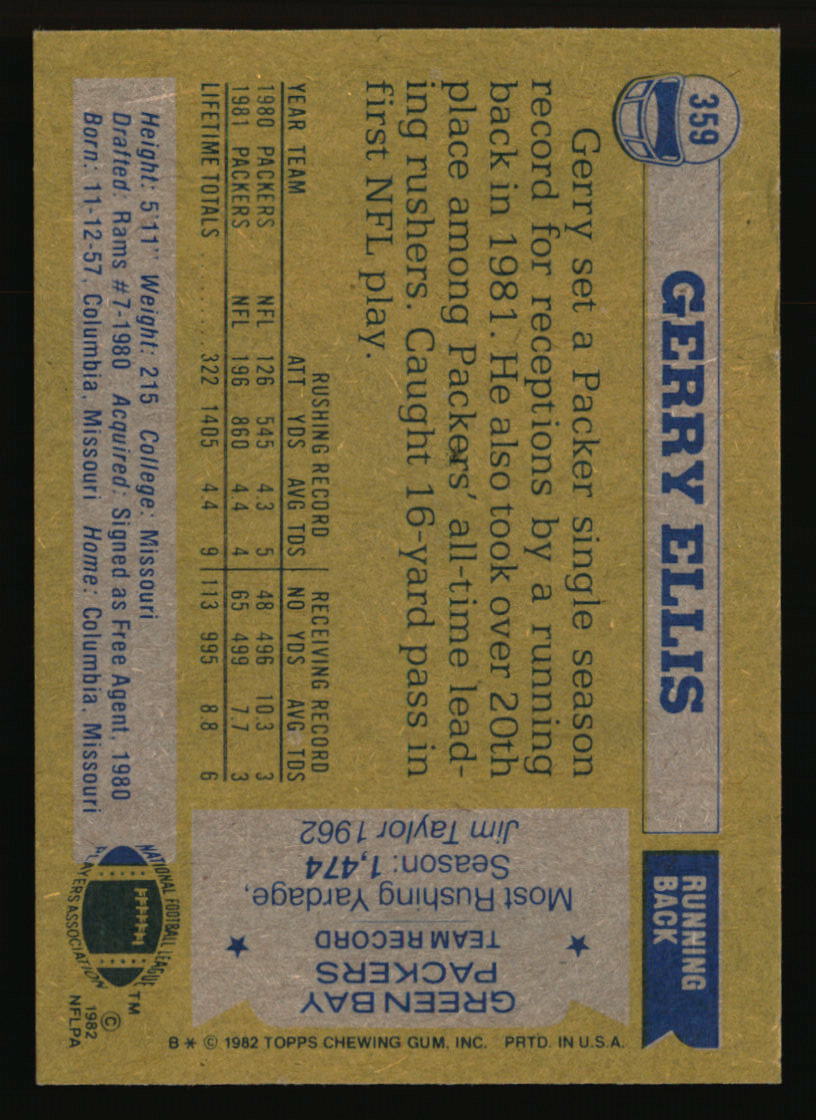 359
GERRY ELLIS
RUNNING
BACK
Gerry set a Packer single season
record for receptions by a running
back in 1981. He also took over 20th
place among Packers' all-time lead-
ing rushers. Caught 16-yard pass in
first NFL play.
RUSHING RECORD RECEIVING RECORD
YEAR TEAM ATT YDS AVG TDS NO YDS AVG TDS
1980 PACKERS NFL 126 545 4.3 5 48 496 10.3 3
1981 PACKERS NFL 196 860 4.4 4 65 499 7.7 3
LIFETIME TOTALS . . . . . . . . 322 1405 4.4 9 113 995 8.8 6
Height: 5'11" Weight: 215 College: Missouri
Drafted: Rams #7-1980 Acquired: Signed as Free Agent, 1980
Born: 11-12-57, Columbia, Missouri Home: Columbia, Missouri
GREEN BAY
PACKERS
TEAM RECORD
Most Rushing Yardage,
Season: 1,474
Jim Taylor 1962
NATIONAL FOOTBALL LEAGUE
PLAYERS ASSOCIATION
TM
©
1982
NFLPA
B * © 1982 TOPPS CHEWING GUM, INC. PRTD. IN U.S.A.